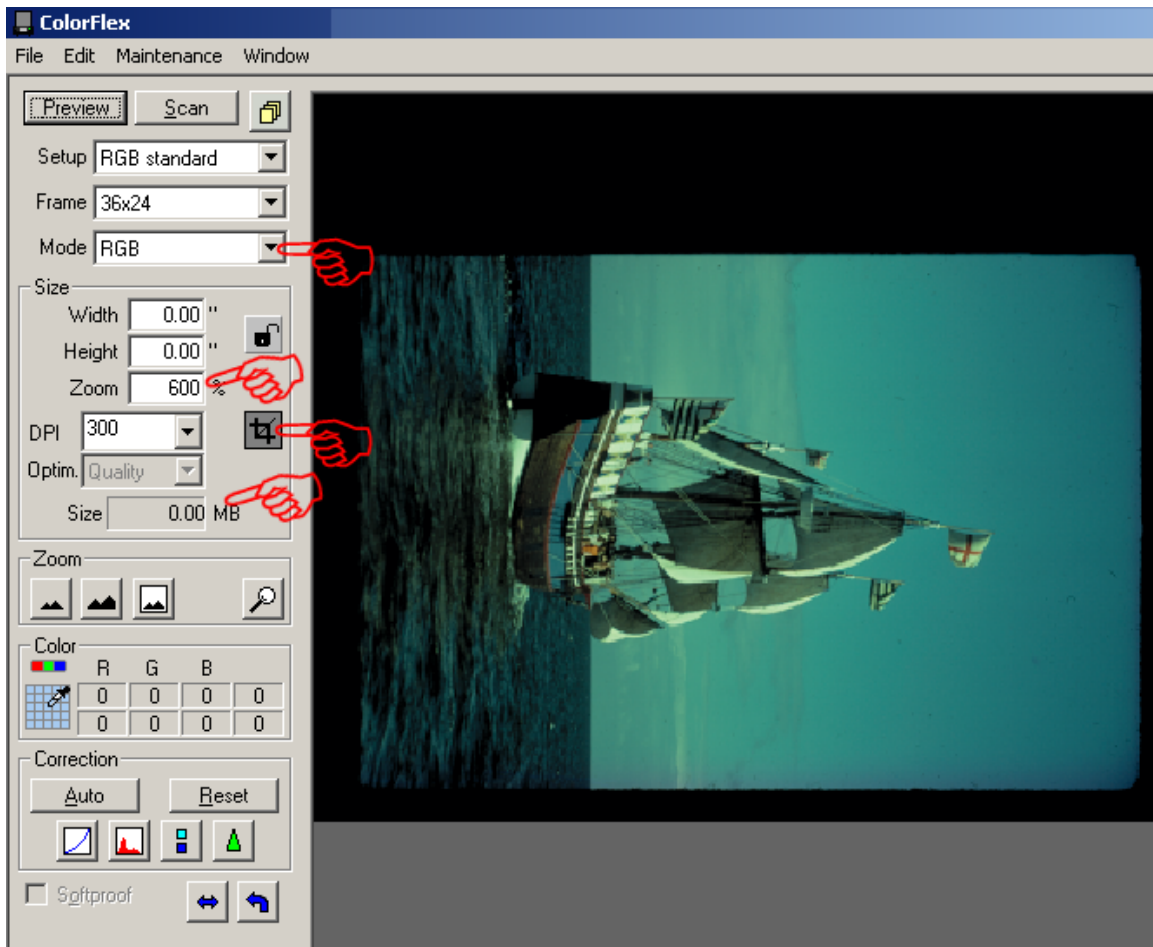 ColorFlex
File Edit Maintenance Window
Preview Scan
Setup RGB standard
Frame 36x24
Mode RGB
Size
Width 0.00 "
Height 0.00 "
Zoom 600 %
DPI 300
Optim. Quality
Size 0.00 MB
Zoom
Color
R G B
0 0 0 0
0 0 0 0
Correction
Auto Reset
Softproof